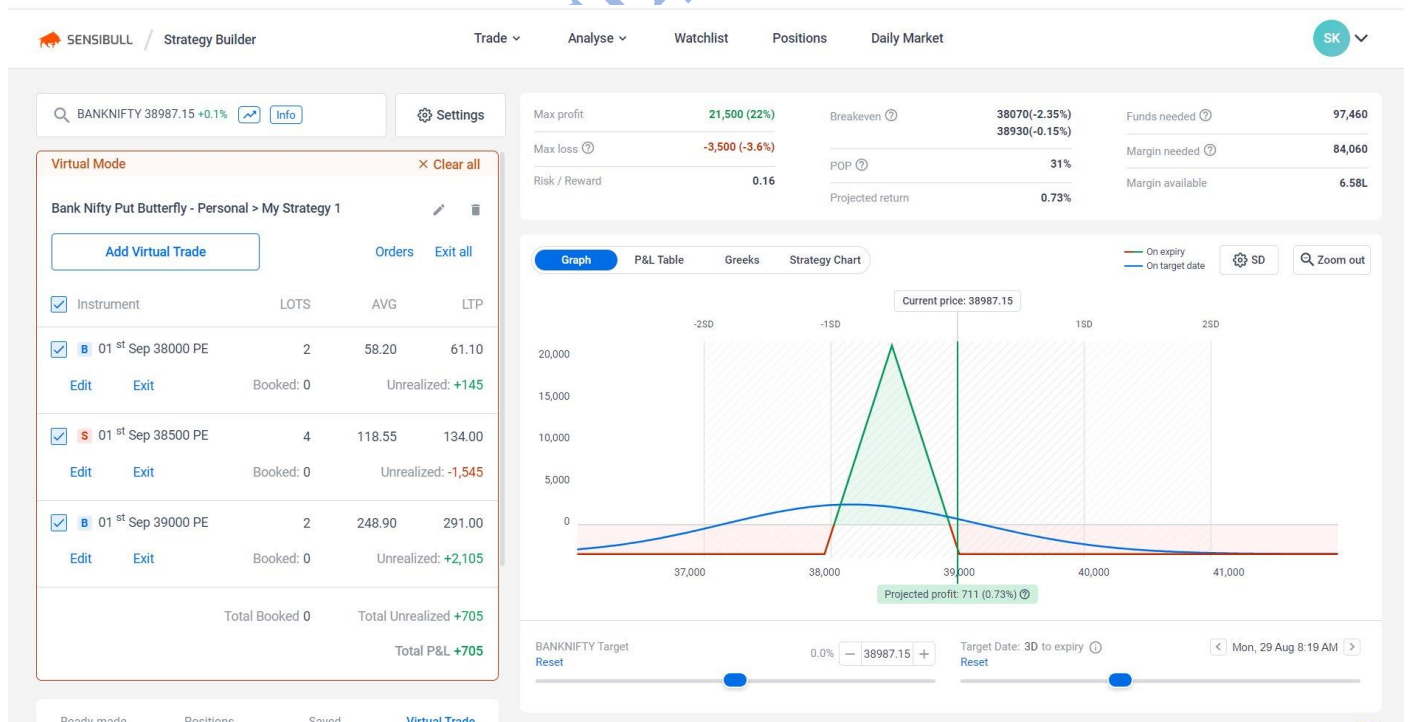 SENSIBULL / Strategy Builder
Trade Analyse Watchlist Positions Daily Market
SK
BANKNIFTY 38987.15 +0.1% Info
Settings
Virtual Mode × Clear all
Bank Nifty Put Butterfly - Personal > My Strategy 1
Add Virtual Trade Orders Exit all
Instrument LOTS AVG LTP
B 01 st Sep 38000 PE 2 58.20 61.10
Edit Exit Booked: 0 Unrealized: +145
S 01 st Sep 38500 PE 4 118.55 134.00
Edit Exit Booked: 0 Unrealized: -1,545
B 01 st Sep 39000 PE 2 248.90 291.00
Edit Exit Booked: 0 Unrealized: +2,105
Total Booked 0 Total Unrealized +705
Total P&L +705
Ready made Positions Saved Virtual Trade
Max profit 21,500 (22%)
Max loss ? -3,500 (-3.6%)
Risk / Reward 0.16
Breakeven ? 38070(-2.35%)
38930(-0.15%)
POP ? 31%
Projected return 0.73%
Funds needed ? 97,460
Margin needed ? 84,060
Margin available 6.58L
Graph P&L Table Greeks Strategy Chart
On expiry
On target date
SD
Zoom out
Current price: 38987.15
-2SD -1SD 1SD 2SD
20,000
15,000
10,000
5,000
0
37,000 38,000 39,000 40,000 41,000
Projected profit: 711 (0.73%) ?
BANKNIFTY Target 0.0% − 38987.15 +
Reset
Target Date: 3D to expiry < Mon, 29 Aug 8:19 AM >
Reset